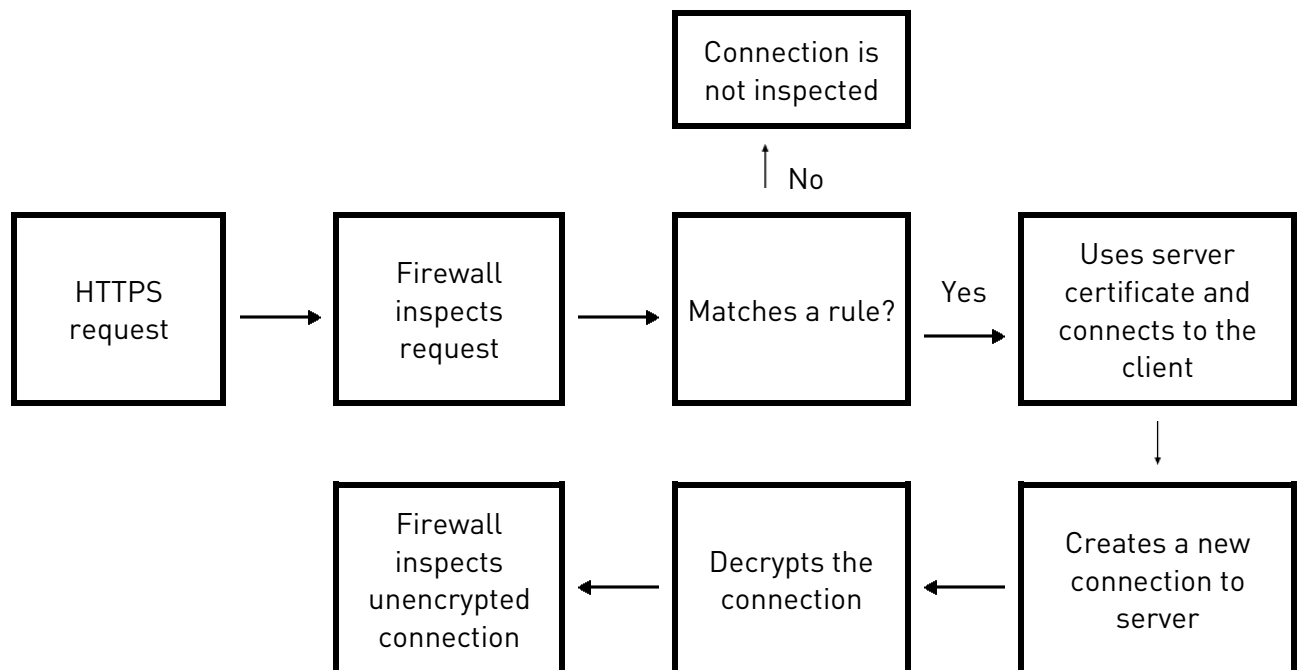 Connection is
not inspected
No
HTTPS
request
Firewall
inspects
request
Matches a rule?
Yes
Uses server
certificate and
connects to the
client
Firewall
inspects
unencrypted
connection
Decrypts the
connection
Creates a new
connection to
server